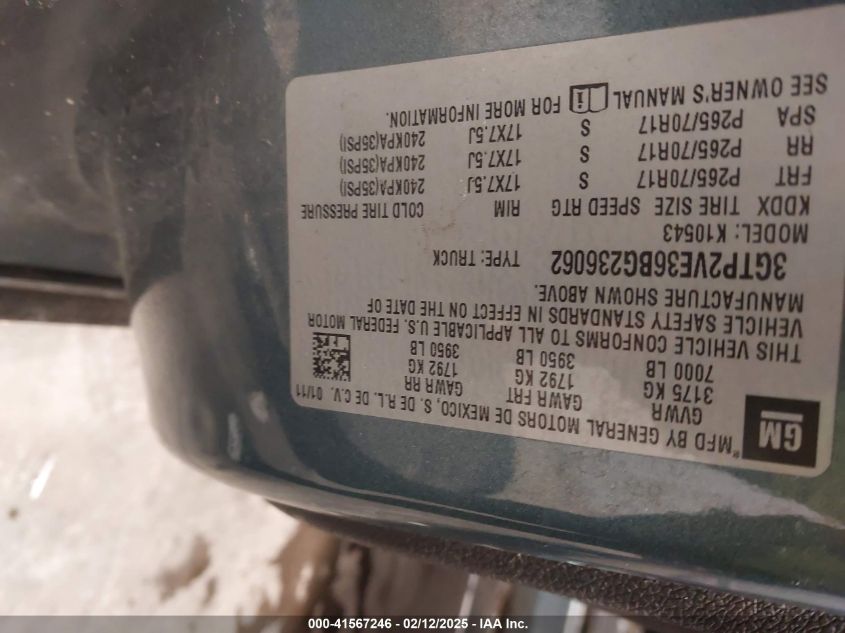 GM
*MFD BY GENERAL MOTORS DE MEXICO, S. DE R.L. DE C.V. 01/11
GVWR GAWR FRT GAWR RR
3175 KG 1792 KG 1792 KG
7000 LB 3950 LB 3950 LB
THIS VEHICLE CONFORMS TO ALL APPLICABLE U.S. FEDERAL MOTOR
VEHICLE SAFETY STANDARDS IN EFFECT ON THE DATE OF
MANUFACTURE SHOWN ABOVE.
3GTP2VE36BG236062 TYPE: TRUCK
MODEL: K10543
KDDX TIRE SIZE SPEED RTG RIM COLD TIRE PRESSURE
FRT P265/70R17 S 17X7.5J 240KPA(35PSI)
RR P265/70R17 S 17X7.5J 240KPA(35PSI)
SPA P265/70R17 S 17X7.5J 240KPA(35PSI)
SEE OWNER'S MANUAL FOR MORE INFORMATION.
000-41567246 - 02/12/2025 - IAA Inc.